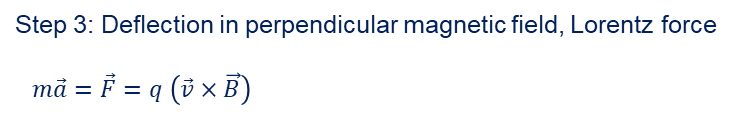 Step 3: Deflection in perpendicular magnetic field, Lorentz force
ma⃗ = F⃗ = q (v⃗ × B⃗)